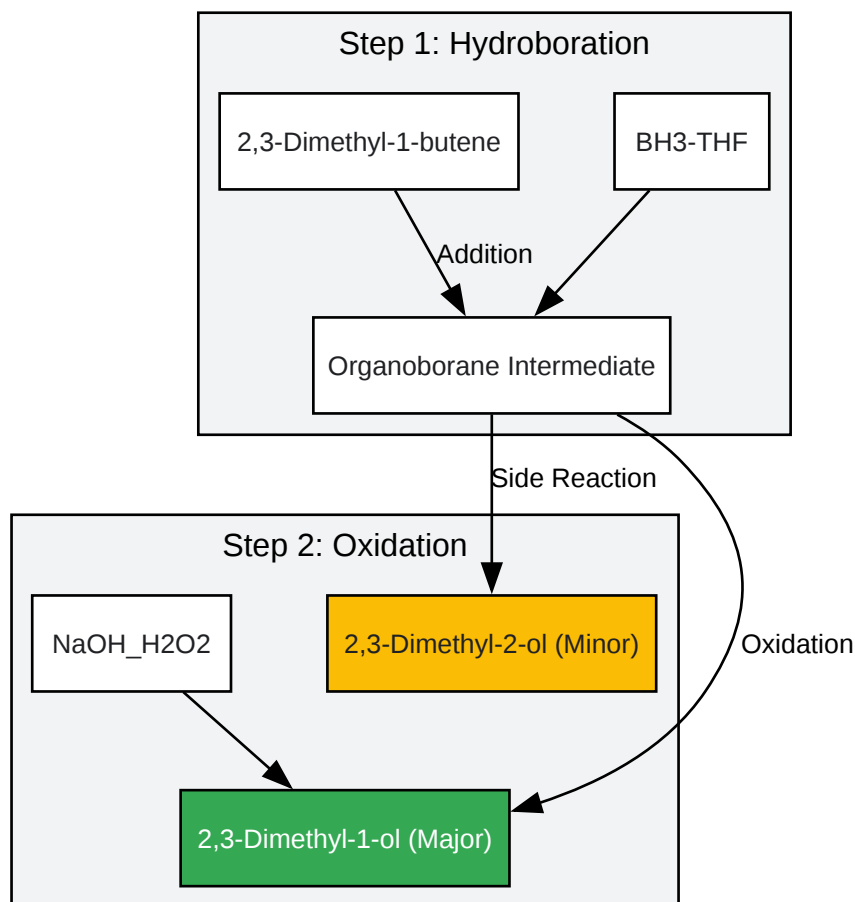 Step 1: Hydroboration
2,3-Dimethyl-1-butene
BH3-THF
Addition
Organoborane Intermediate
Side Reaction
Step 2: Oxidation
NaOH_H2O2
2,3-Dimethyl-2-ol (Minor)
Oxidation
2,3-Dimethyl-1-ol (Major)